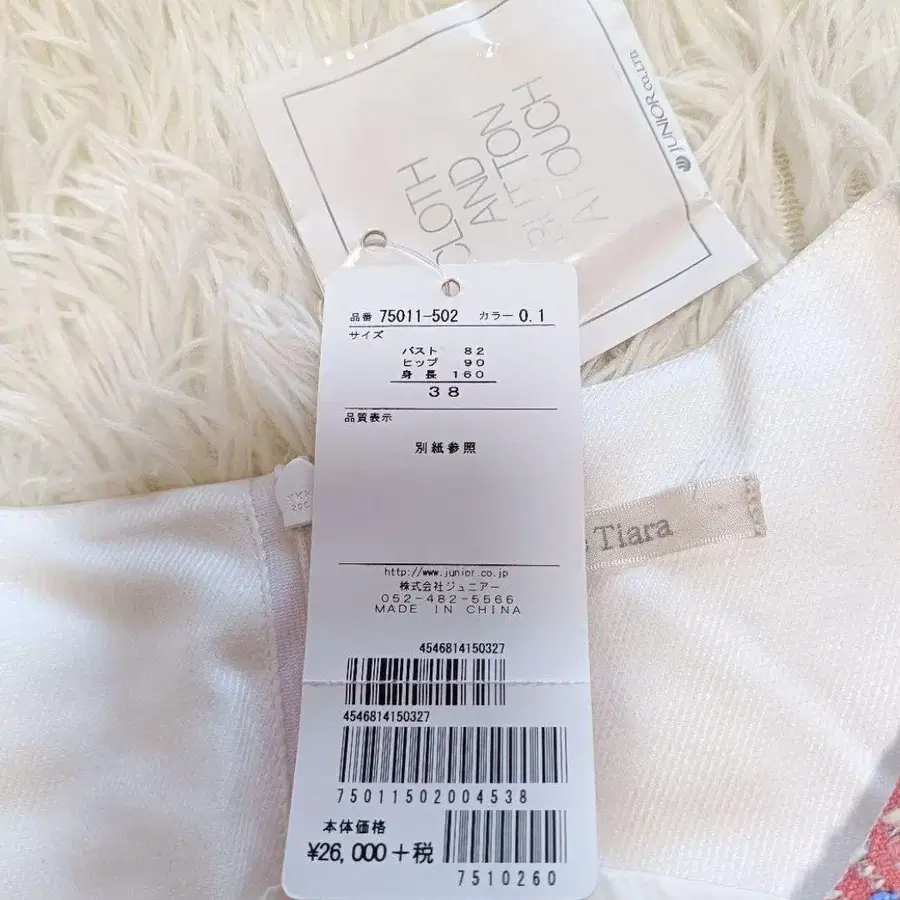 JUNIOR CO.,LTD
CLOTH
AND
BUTTON
A TOUCH
品番 75011-502 カラー 0.1
サイズ
バスト 82
ヒップ 90
身長 160
38
品質表示
別紙参照
http://www.junior.co.jp
株式会社ジュニアー
052-482-5566
MADE IN CHINA
4546814150327
4546814150327
75011502004538
本体価格
¥26,000+税
7510260
Tiara